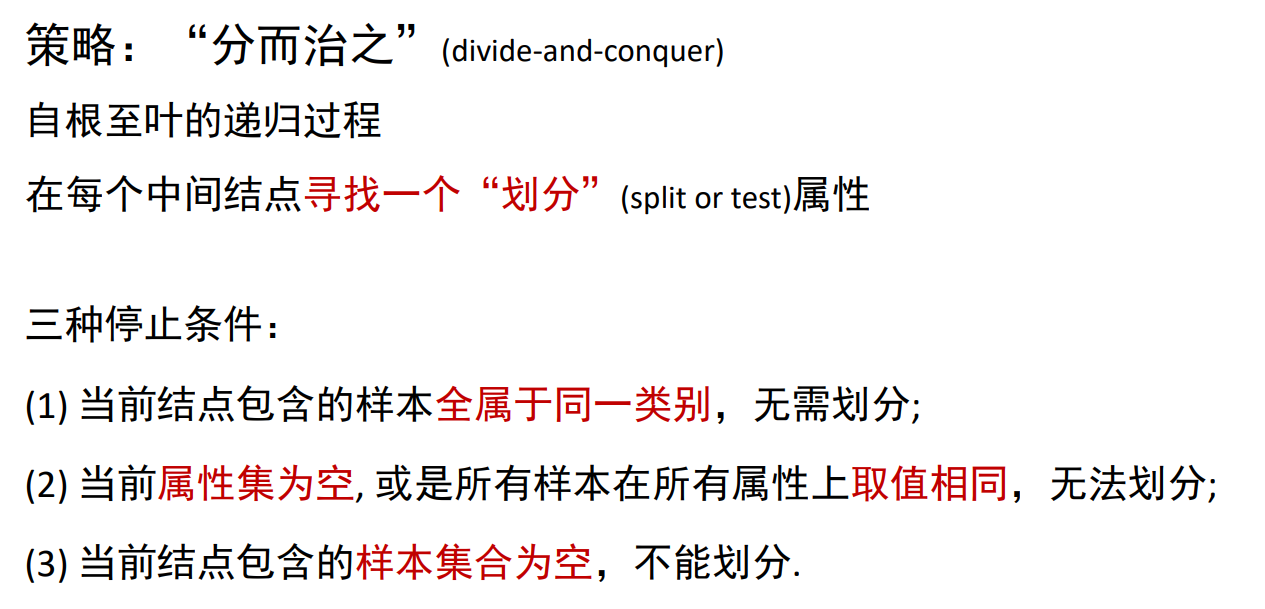 策略：“分而治之” (divide-and-conquer)
自根至叶的递归过程
在每个中间结点寻找一个“划分” (split or test)属性
三种停止条件：
(1) 当前结点包含的样本全属于同一类别，无需划分;
(2) 当前属性集为空, 或是所有样本在所有属性上取值相同，无法划分;
(3) 当前结点包含的样本集合为空，不能划分.